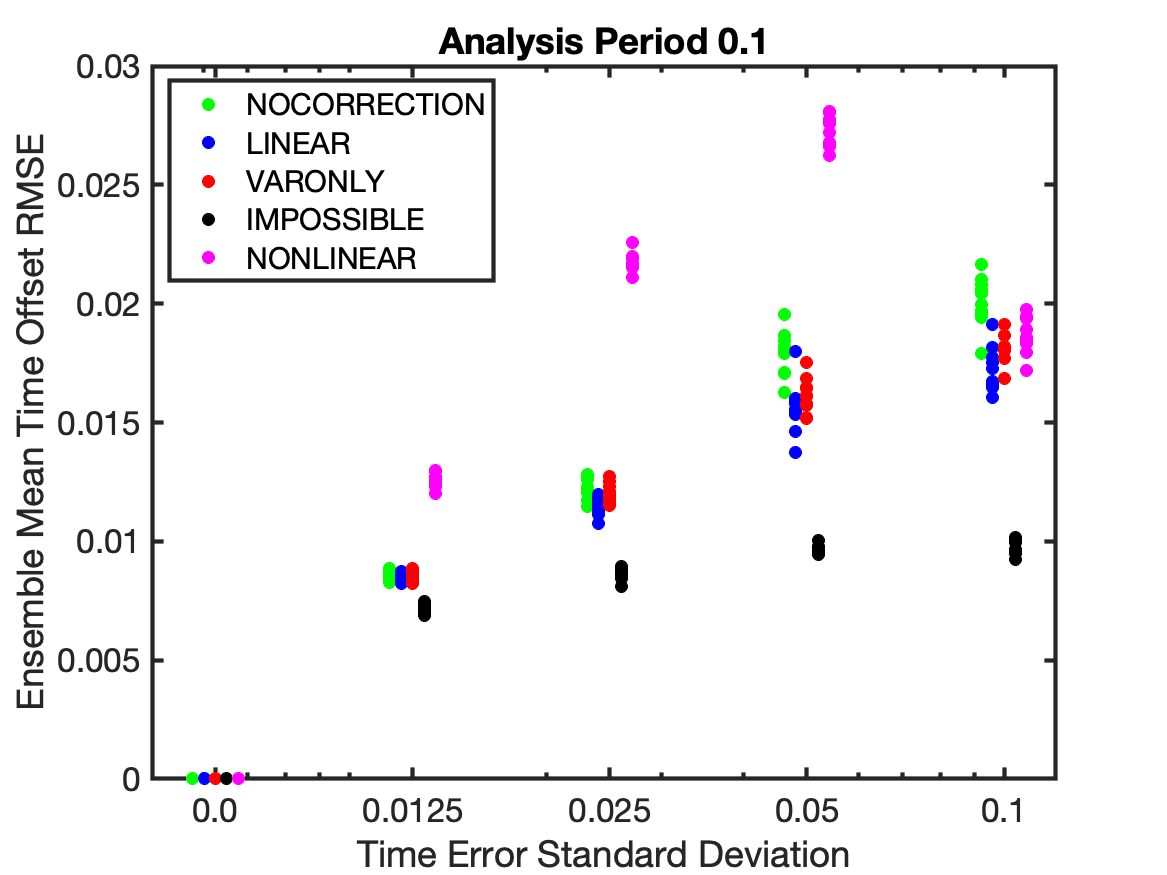 Analysis Period 0.1
NOCORRECTION
LINEAR
VARONLY
IMPOSSIBLE
NONLINEAR
Ensemble Mean Time Offset RMSE
0.03
0.025
0.02
0.015
0.01
0.005
0
0.0 0.0125 0.025 0.05 0.1
Time Error Standard Deviation